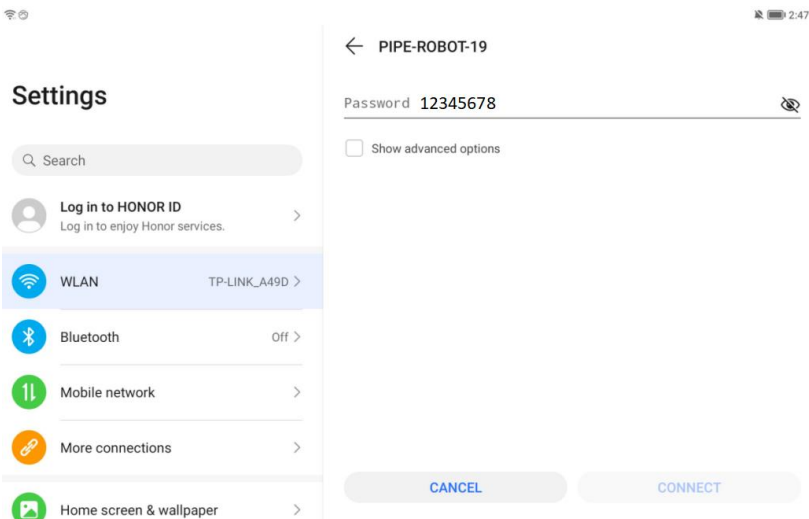 2:47
Settings
Search
Log in to HONOR ID
Log in to enjoy Honor services.
WLAN TP-LINK_A49D
Bluetooth Off
Mobile network
More connections
Home screen & wallpaper
PIPE-ROBOT-19
Password 12345678
Show advanced options
CANCEL CONNECT